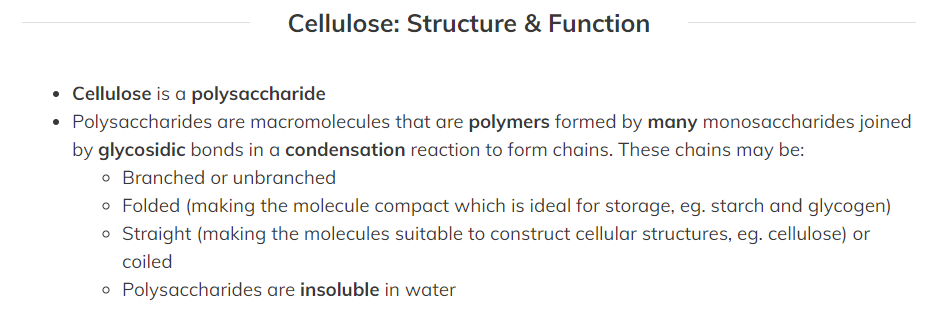 Cellulose: Structure & Function
• Cellulose is a polysaccharide
• Polysaccharides are macromolecules that are polymers formed by many monosaccharides joined
by glycosidic bonds in a condensation reaction to form chains. These chains may be:
◦ Branched or unbranched
◦ Folded (making the molecule compact which is ideal for storage, eg. starch and glycogen)
◦ Straight (making the molecules suitable to construct cellular structures, eg. cellulose) or
coiled
◦ Polysaccharides are insoluble in water